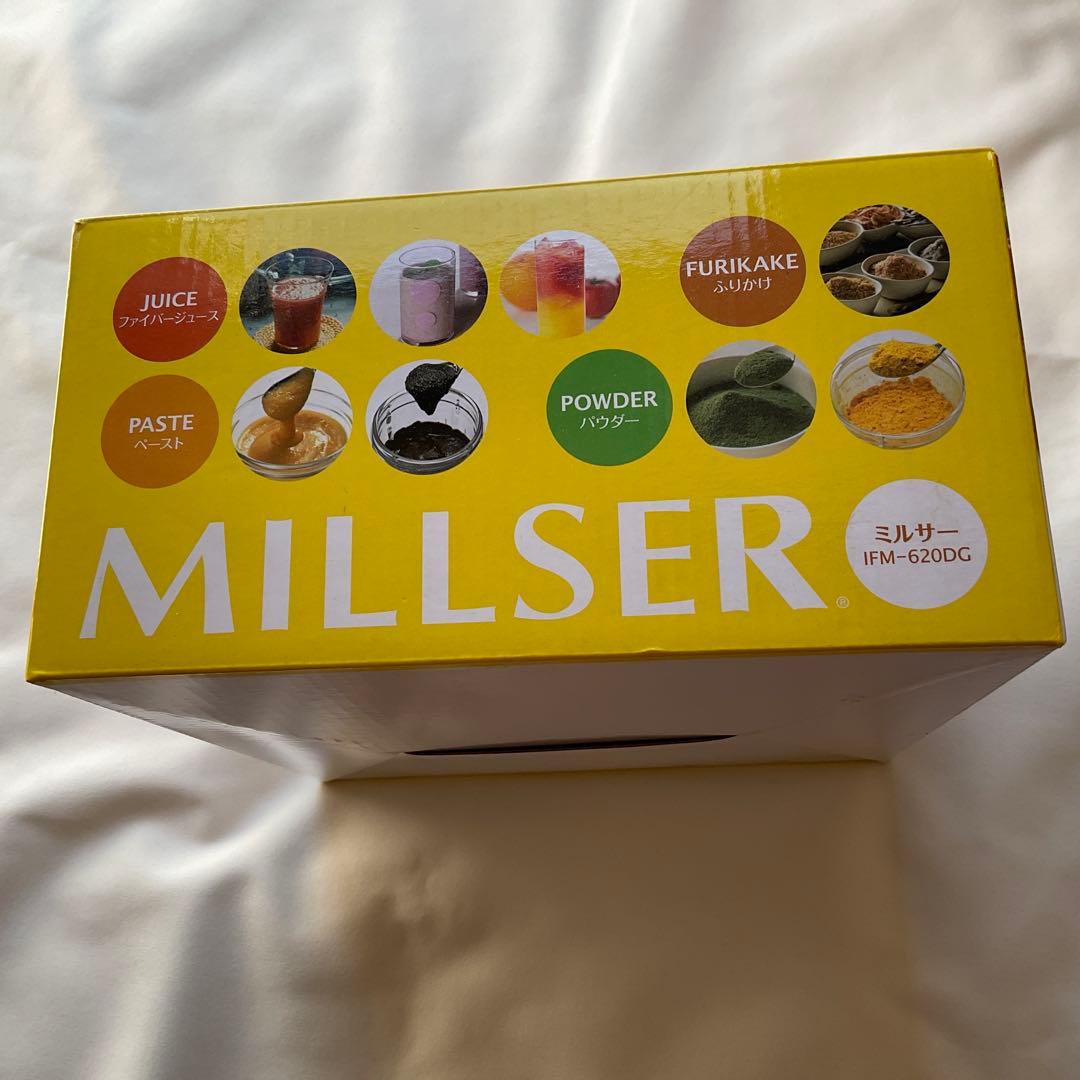 JUICE
ファイバージュース
FURIKAKE
ふりかけ
PASTE
ペースト
POWDER
パウダー
MILLSER®
ミルサー
IFM-620DG